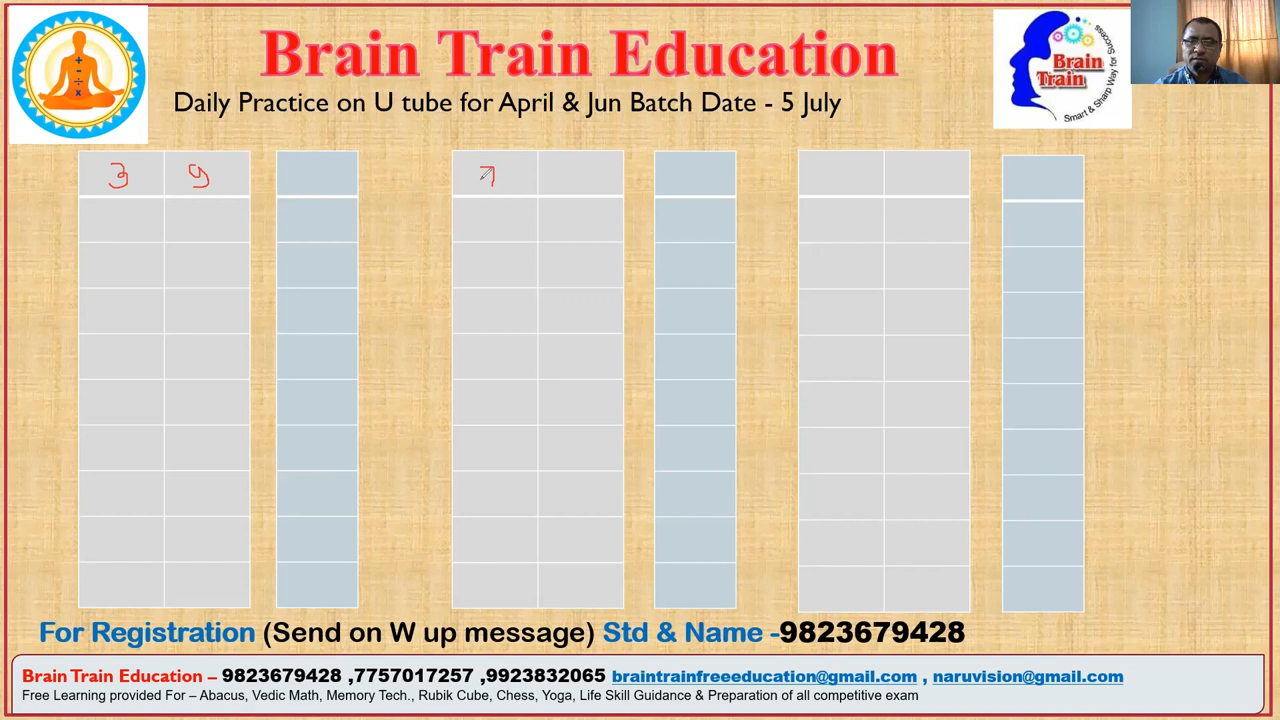 Brain Train Education
Daily Practice on U tube for April & Jun Batch Date - 5 July
+
-
÷
x
Brain
Train
Smart & Sharp Way for Success
3 9 7
For Registration (Send on W up message) Std & Name -9823679428
Brain Train Education – 9823679428 ,7757017257 ,9923832065 braintrainfreeeducation@gmail.com , naruvision@gmail.com
Free Learning provided For – Abacus, Vedic Math, Memory Tech., Rubik Cube, Chess, Yoga, Life Skill Guidance & Preparation of all competitive exam